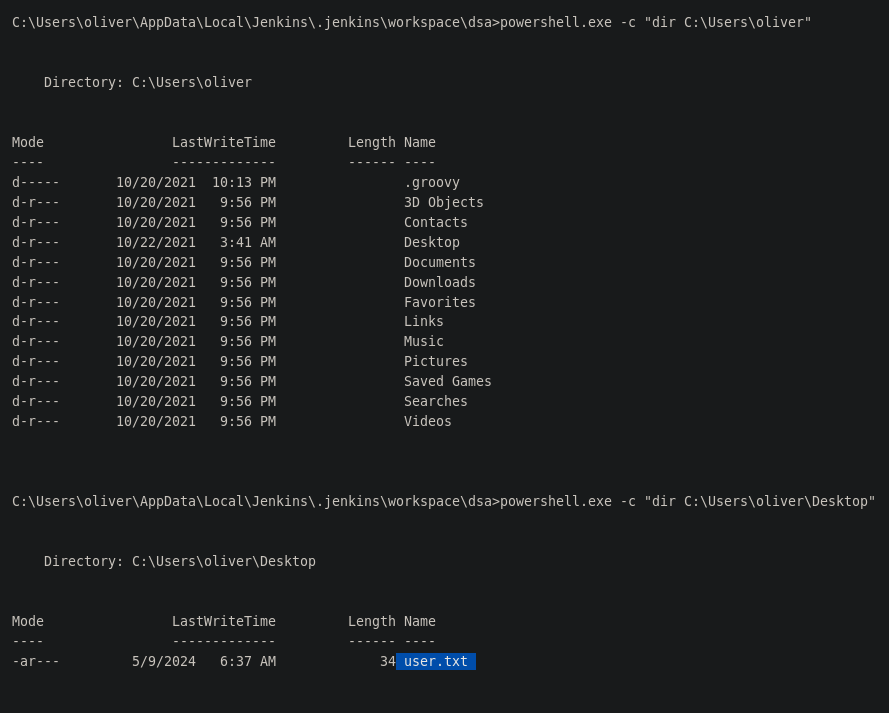 C:\Users\oliver\AppData\Local\Jenkins\.jenkins\workspace\dsa>powershell.exe -c "dir C:\Users\oliver"
    Directory: C:\Users\oliver
Mode                LastWriteTime         Length Name
----                -------------         ------ ----
d-----       10/20/2021  10:13 PM                .groovy
d-r---       10/20/2021   9:56 PM                3D Objects
d-r---       10/20/2021   9:56 PM                Contacts
d-r---       10/22/2021   3:41 AM                Desktop
d-r---       10/20/2021   9:56 PM                Documents
d-r---       10/20/2021   9:56 PM                Downloads
d-r---       10/20/2021   9:56 PM                Favorites
d-r---       10/20/2021   9:56 PM                Links
d-r---       10/20/2021   9:56 PM                Music
d-r---       10/20/2021   9:56 PM                Pictures
d-r---       10/20/2021   9:56 PM                Saved Games
d-r---       10/20/2021   9:56 PM                Searches
d-r---       10/20/2021   9:56 PM                Videos
C:\Users\oliver\AppData\Local\Jenkins\.jenkins\workspace\dsa>powershell.exe -c "dir C:\Users\oliver\Desktop"
    Directory: C:\Users\oliver\Desktop
Mode                LastWriteTime         Length Name
----                -------------         ------ ----
-ar---         5/9/2024   6:37 AM             34 user.txt